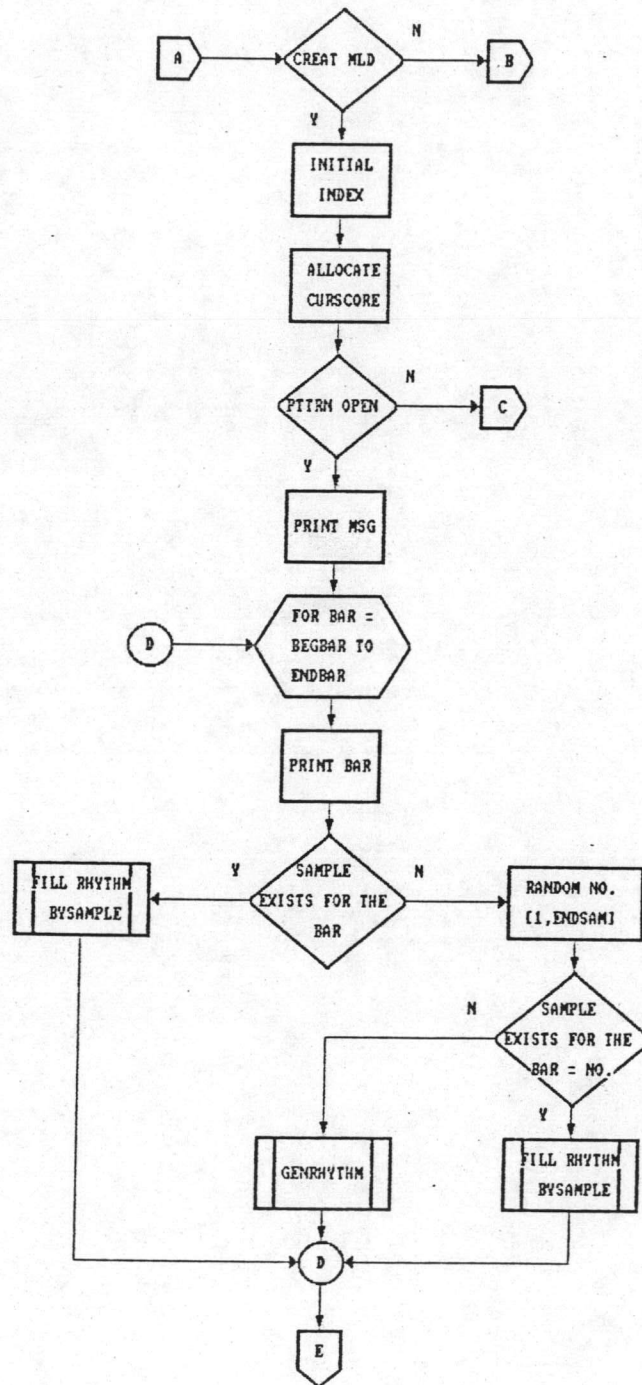 N
A
CREAT MLD
B
Y
INITIAL
INDEX
ALLOCATE
CURSCORE
N
PTTRN OPEN
C
Y
PRINT MSG
FOR BAR =
D
BEGBAR TO
ENDBAR
PRINT BAR
Y
SAMPLE
N
FILL RHYTHM
BYSAMPLE
EXISTS FOR THE
BAR
RANDOM NO.
[1,ENDSAM]
N
SAMPLE
EXISTS FOR THE
BAR = NO.
Y
GENRHYTHM
FILL RHYTHM
BYSAMPLE
D
E